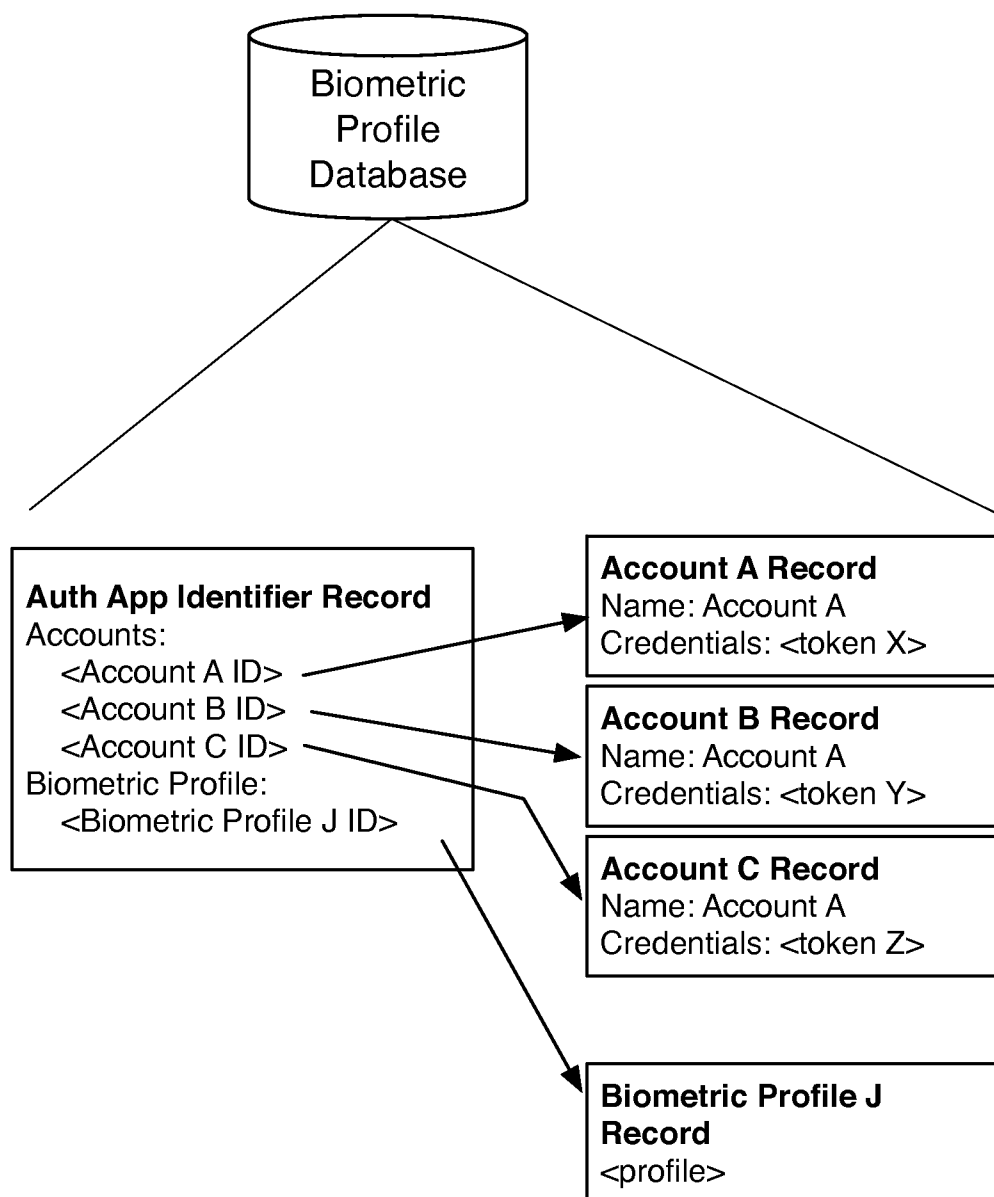 Biometric
Profile
Database
Auth App Identifier Record
Accounts:
<Account A ID>
<Account B ID>
<Account C ID>
Biometric Profile:
<Biometric Profile J ID>
Account A Record
Name: Account A
Credentials: <token X>
Account B Record
Name: Account A
Credentials: <token Y>
Account C Record
Name: Account A
Credentials: <token Z>
Biometric Profile J
Record
<profile>